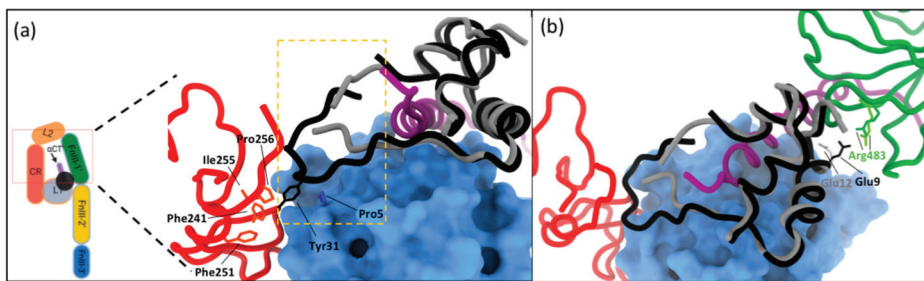 (a)
L2
αCT'
FnIII-1'
CR
L1
FnIII-2'
FnIII-3'
Pro256
Ile255
Phe241
Phe251
Pro5
Tyr31
(b)
Arg483
Glu12
Glu9